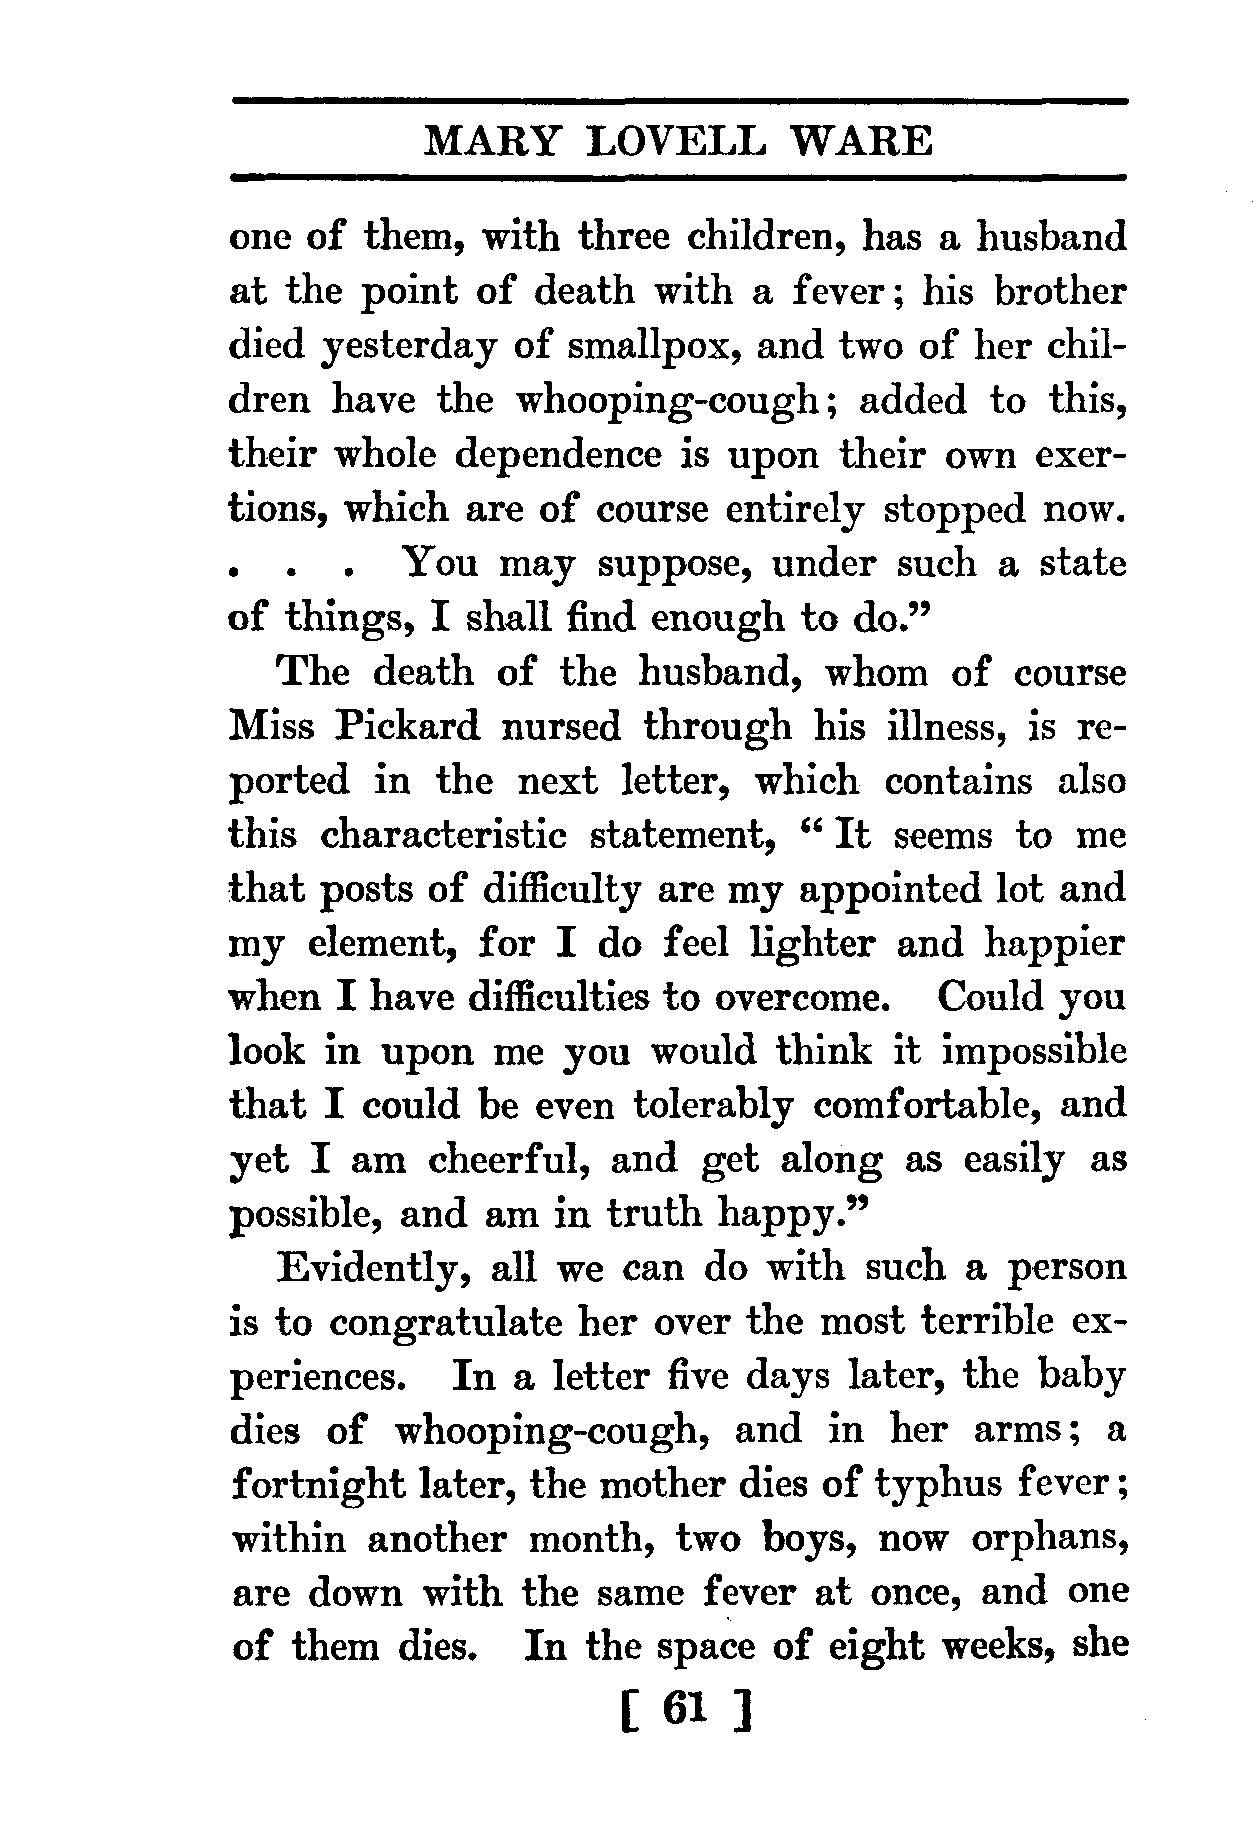 MARY LOVELL WARE
one of them, with three children, has a husband
at the point of death with a fever; his brother
died yesterday of smallpox, and two of her chil-
dren have the whooping-cough; added to this,
their whole dependence is upon their own exer-
tions, which are of course entirely stopped now.
. . . You may suppose, under such a state
of things, I shall find enough to do.”
The death of the husband, whom of course
Miss Pickard nursed through his illness, is re-
ported in the next letter, which contains also
this characteristic statement, “ It seems to me
that posts of difficulty are my appointed lot and
my element, for I do feel lighter and happier
when I have difficulties to overcome. Could you
look in upon me you would think it impossible
that I could be even tolerably comfortable, and
yet I am cheerful, and get along as easily as
possible, and am in truth happy.”
Evidently, all we can do with such a person
is to congratulate her over the most terrible ex-
periences. In a letter five days later, the baby
dies of whooping-cough, and in her arms; a
fortnight later, the mother dies of typhus fever;
within another month, two boys, now orphans,
are down with the same fever at once, and one
of them dies. In the space of eight weeks, she
[ 61 ]